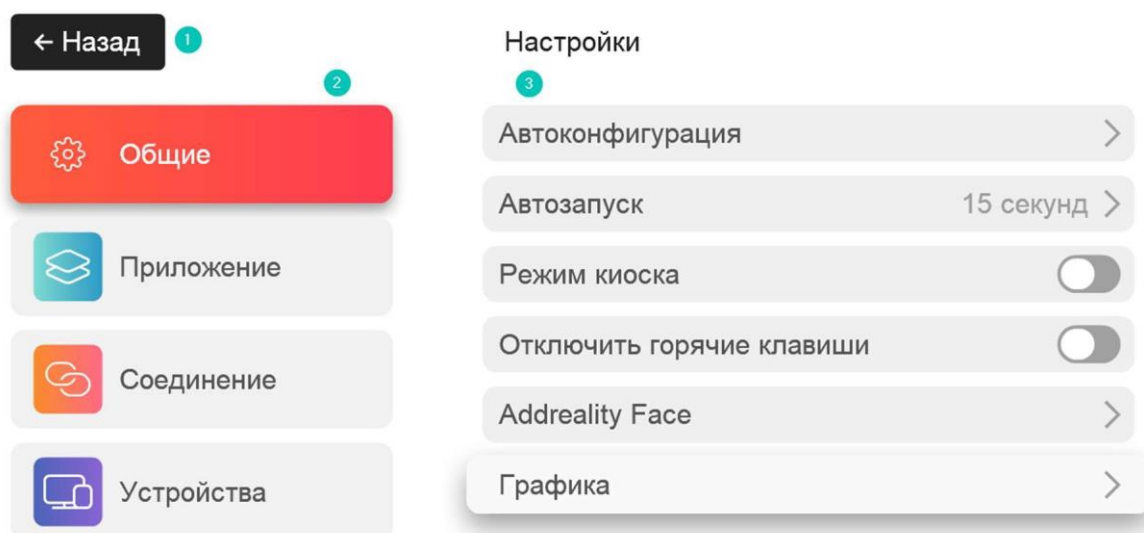 ← Назад 1
2
Общие
Приложение
Соединение
Устройства
Настройки
3
Автоконфигурация
Автозапуск 15 секунд
Режим киоска
Отключить горячие клавиши
Addreality Face
Графика